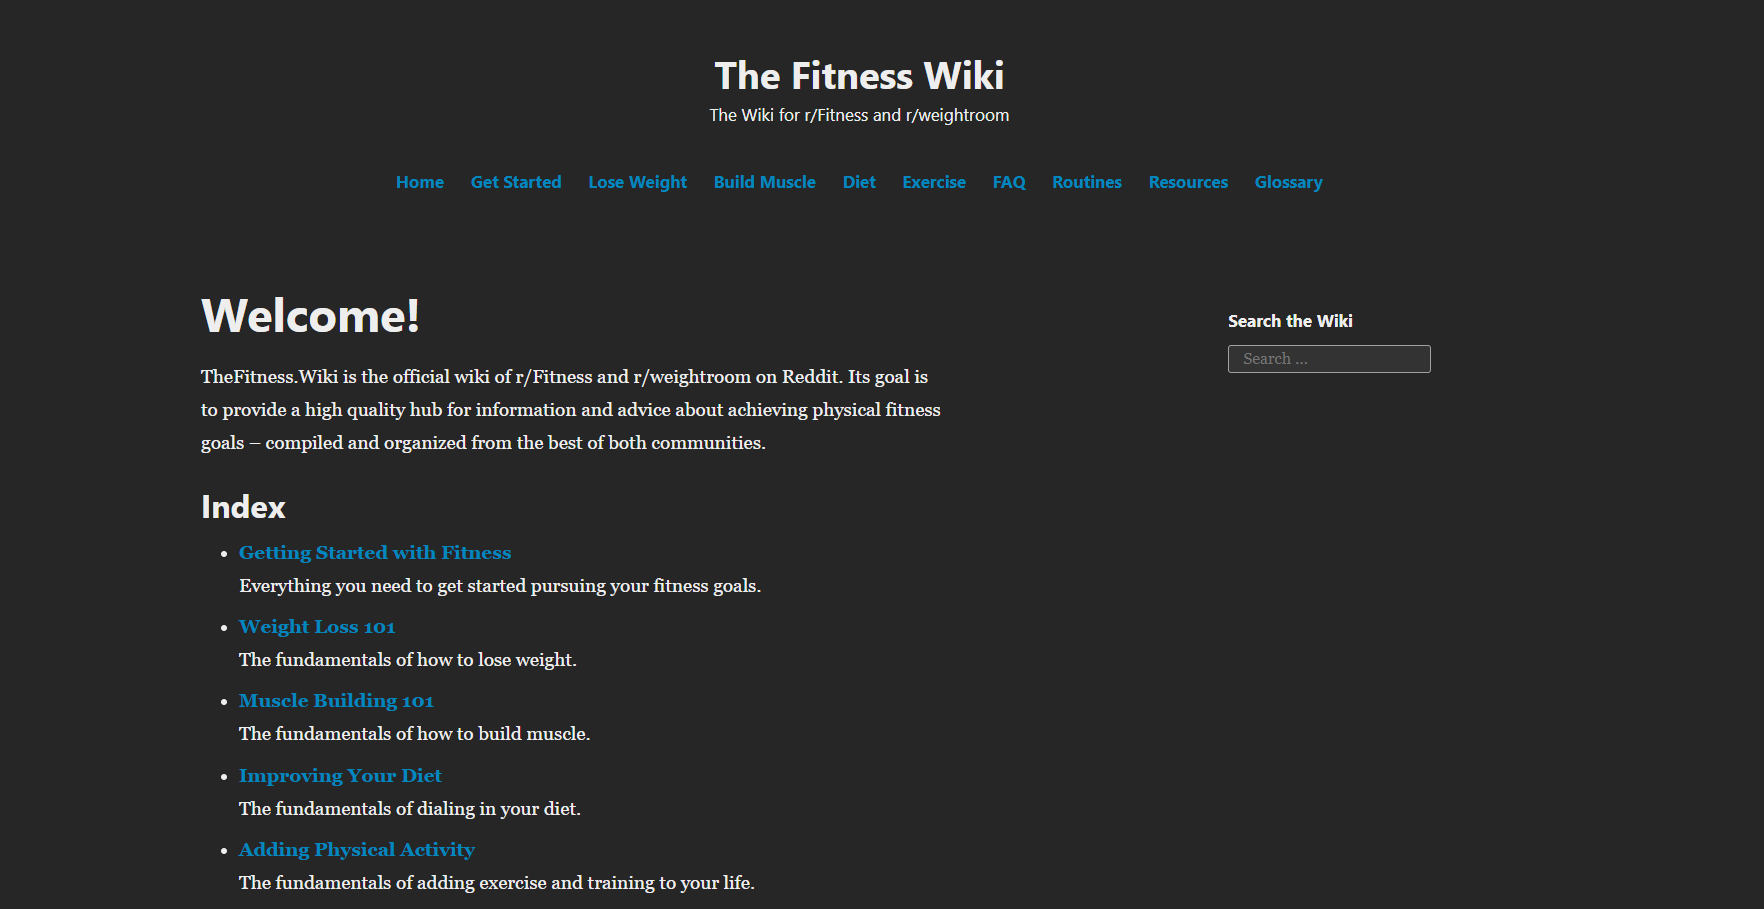 The Fitness Wiki
The Wiki for r/Fitness and r/weightroom
Home Get Started Lose Weight Build Muscle Diet Exercise FAQ Routines Resources Glossary
Welcome!
TheFitness.Wiki is the official wiki of r/Fitness and r/weightroom on Reddit. Its goal is
to provide a high quality hub for information and advice about achieving physical fitness
goals – compiled and organized from the best of both communities.
Index
• Getting Started with Fitness
Everything you need to get started pursuing your fitness goals.
• Weight Loss 101
The fundamentals of how to lose weight.
• Muscle Building 101
The fundamentals of how to build muscle.
• Improving Your Diet
The fundamentals of dialing in your diet.
• Adding Physical Activity
The fundamentals of adding exercise and training to your life.
Search the Wiki
Search ...